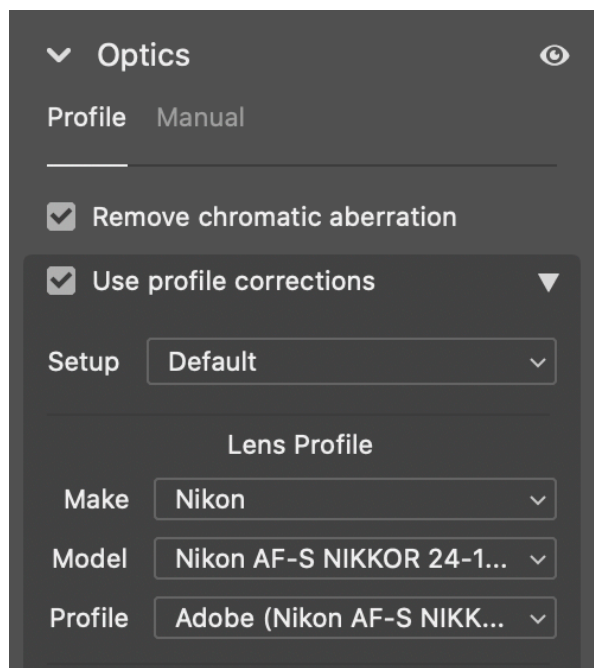 Optics
Profile Manual
Remove chromatic aberration
Use profile corrections
Setup Default
Lens Profile
Make Nikon
Model Nikon AF-S NIKKOR 24-1...
Profile Adobe (Nikon AF-S NIKK...